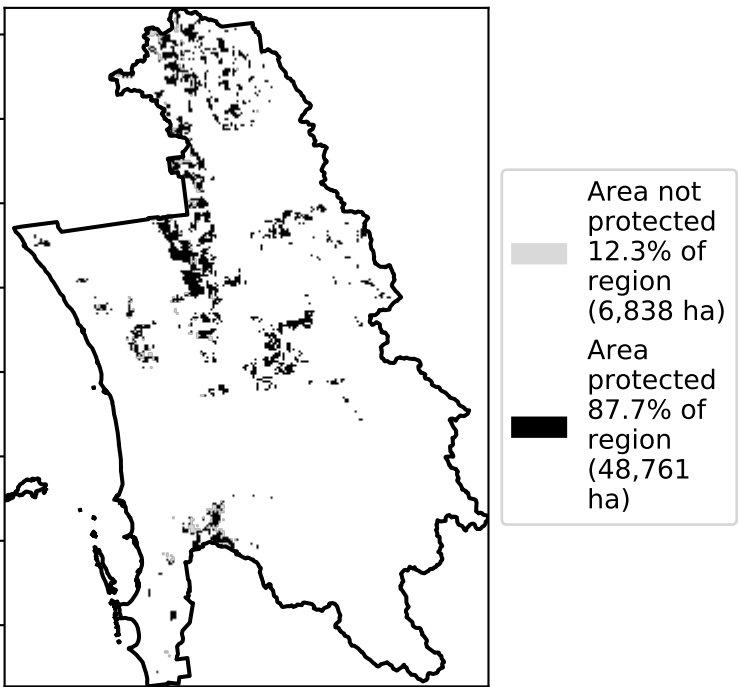 Area not
protected
12.3% of
region
(6,838 ha)
Area
protected
87.7% of
region
(48,761
ha)